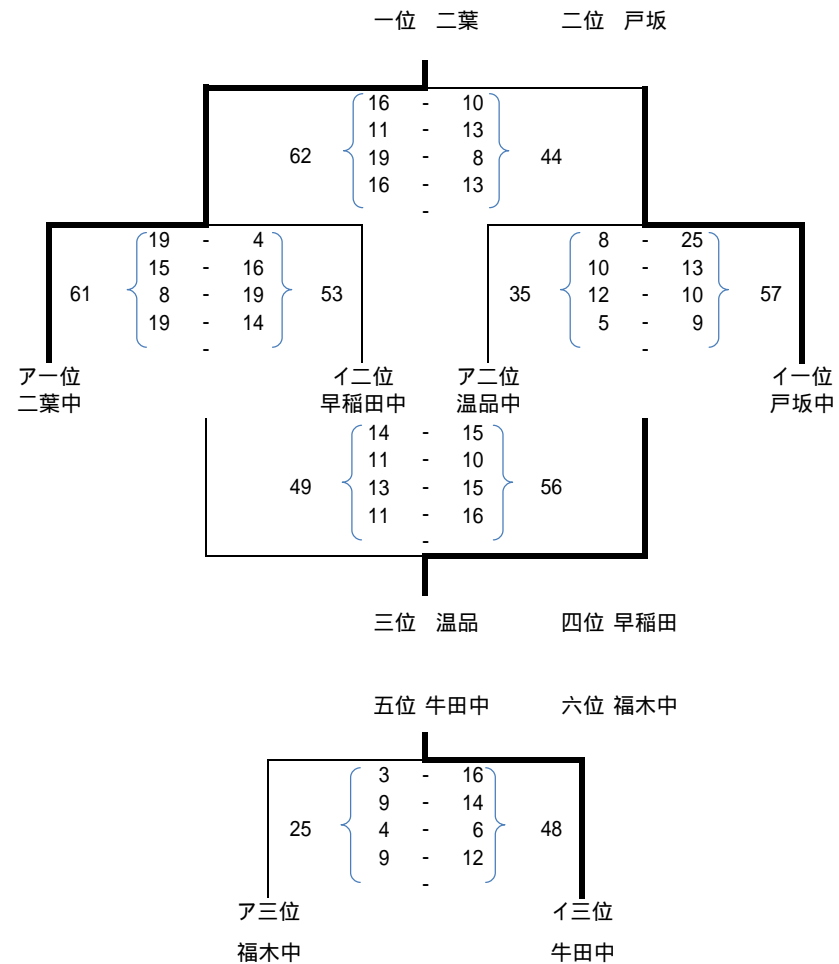 一位 二葉 二位 戸坂
16 - 10
11 - 13
62 19 - 8 44
16 - 13
-
19 - 4 8 - 25
15 - 16 10 - 13
61 8 - 19 53 35 12 - 10 57
19 - 14 5 - 9
- -
ア一位 イ二位 ア二位 イ一位
二葉中 早稲田中 温品中 戸坂中
14 - 15
11 - 10
49 13 - 15 56
11 - 16
-
三位 温品 四位 早稲田
五位 牛田中 六位 福木中
3 - 16
9 - 14
25 4 - 6 48
9 - 12
-
ア三位 イ三位
福木中 牛田中